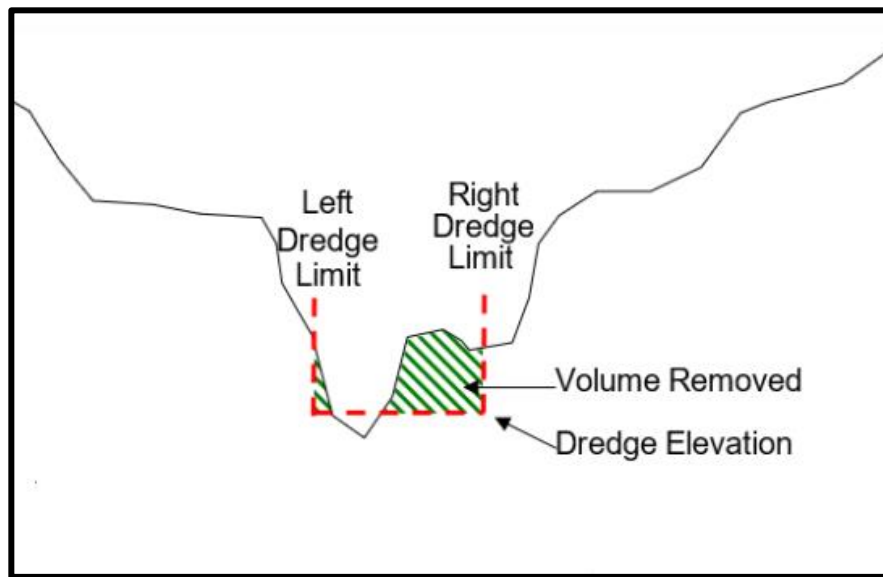 Left
Dredge
Limit
Right
Dredge
Limit
Volume Removed
Dredge Elevation